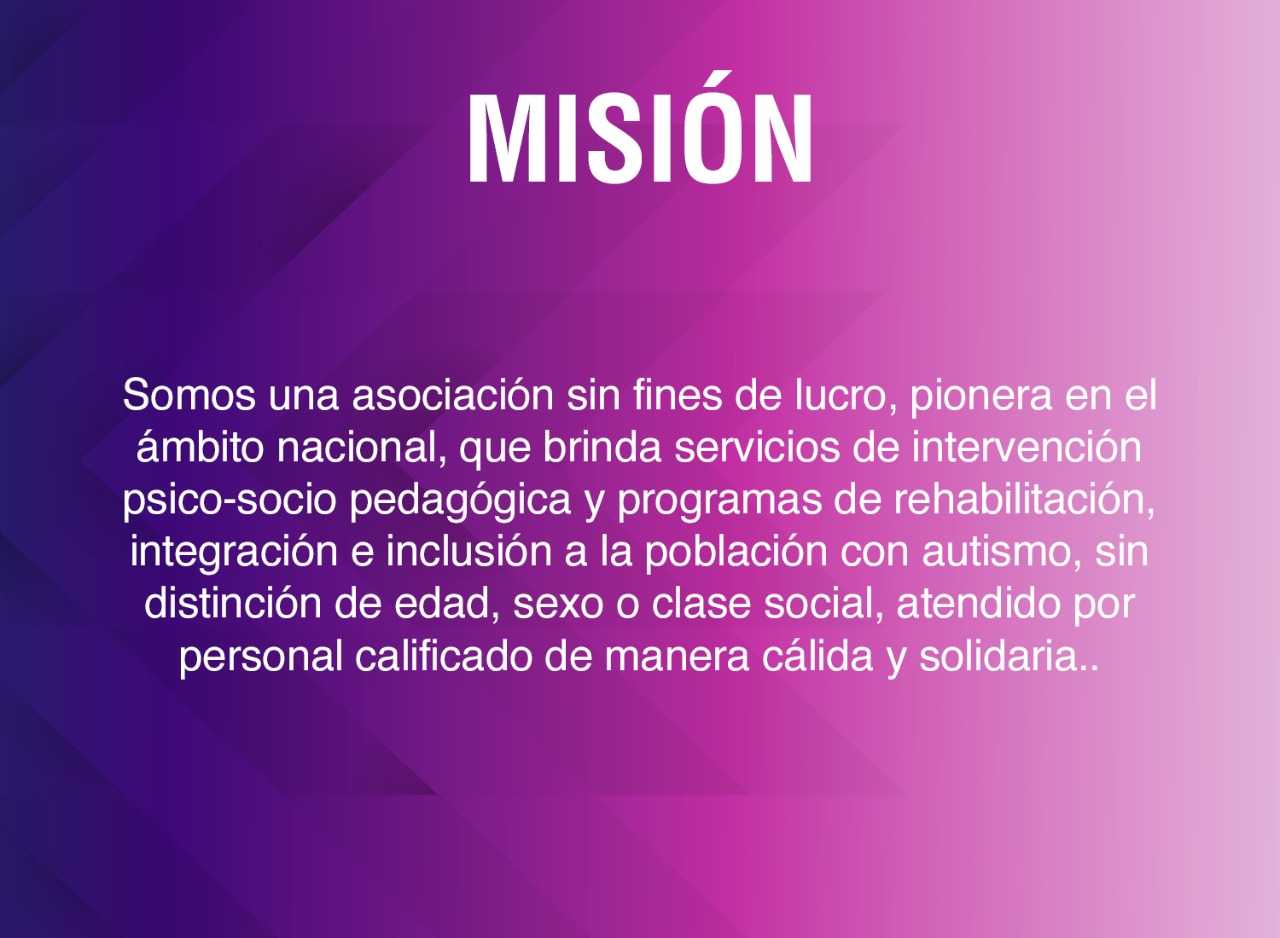 MISIÓN
Somos una asociación sin fines de lucro, pionera en el
ámbito nacional, que brinda servicios de intervención
psico-socio pedagógica y programas de rehabilitación,
integración e inclusión a la población con autismo, sin
distinción de edad, sexo o clase social, atendido por
personal calificado de manera cálida y solidaria..